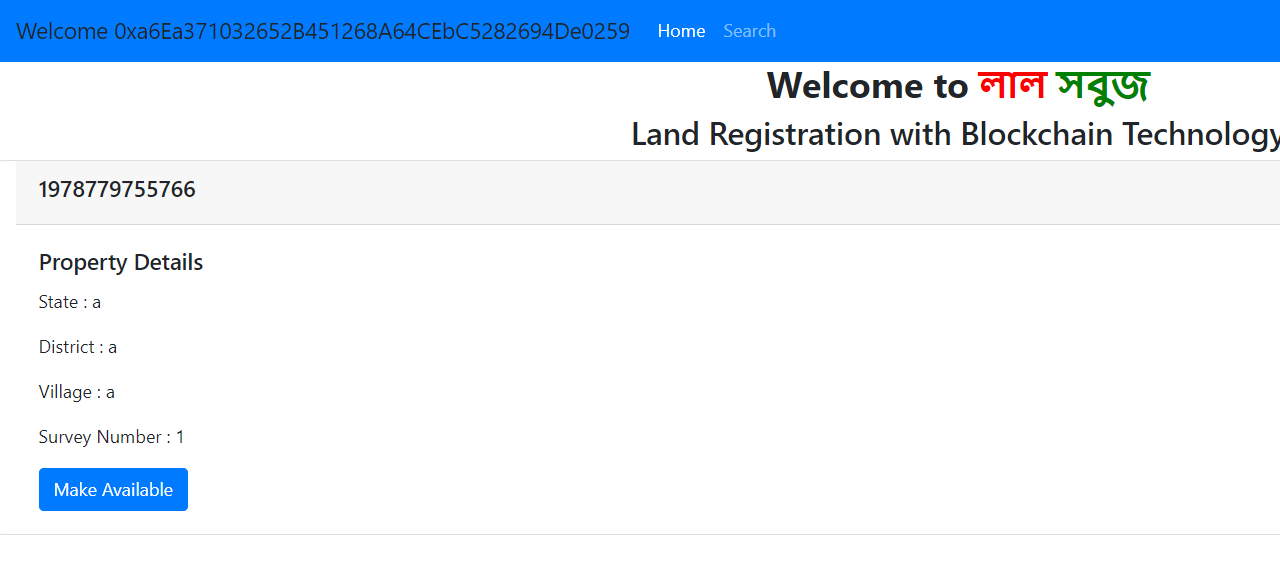 Welcome 0xa6Ea371032652B451268A64CEbC5282694De0259 Home Search
Welcome to লাল সবুজ
Land Registration with Blockchain Technology
1978779755766
Property Details
State : a
District : a
Village : a
Survey Number : 1
Make Available